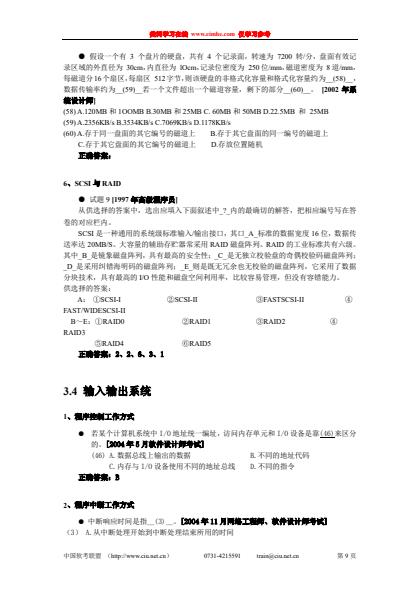 考试学习在线 www.cnnhe.com 仅学习参考
● 假设一个有 3 个盘片的硬盘，共有 4 个记录面，转速为 7200 转/分，盘面有效记
录区域的外直径为 30cm，内直径为 10cm，记录位密度为 250 位/mm，磁道密度为 8 道/mm，
每磁道分 16 个扇区，每扇区 512 字节，则该硬盘的非格式化容量和格式化容量约为__(58)__，
数据传率约为__(59)__若一个文件超出一个磁道容量，剩下的部分__(60)__。 [2002 年系
统设计师]
(58) A.120MB 和 1OOMB B.30MB 和 25MB C. 60MB 和 50MB D.22.5MB 和 25MB
(59) A.2356KB/s B.3534KB/s C.7069KB/s D.1178KB/s
(60) A.存于同一盘面的其它编号的磁道上 B.存于其它盘面的同一编号的磁道上
C.存于其它盘面的其它编号的磁道上 D.存放位置随机
正确答案：
6、SCSI 与 RAID
● 试题 9 [1997 年高级程序员]
从供选择的答案中，选出应填入下面叙述中_?_内的最确切的解答，把相应编号写在答
卷的对应栏内。
SCSI 是一种通用的系统级标准输入/输出接口，其口_A_标准的数据宽度 16 位，数据传
送率达 20MB/S。大容量的辅助存贮器常采用 RAID 磁盘阵列、RAID 的工业标准共有六级。
其中_B_是镜象磁盘阵列，具有最高的安全性；_C_是无独立校验盘的奇偶校验码磁盘阵列；
_D_是采用纠错海明码的磁盘阵列；_E_则是既无冗余也无校验的磁盘阵列，它采用了数据
分块技术，具有最高的 I/O 性能和磁盘空间利用率，比较容易管理，但没有容错能力。
供选择的答案：
A： ①SCSI-I ②SCSI-II ③FASTSCSI-II ④
FAST/WIDESCSI-II
B～E：①RAID0 ②RAID1 ③RAID2 ④
RAID3
⑤RAID4 ⑥RAID5
正确答案：2、2、6、3、1
3.4 输入输出系统
1、程序控制工作方式
● 若某个计算机系统中 I/O 地址统一编址，访问内存单元和 I/O 设备是靠(46)来区分
的。[2004 年 5 月软件设计师考试]
(46) A.数据总线上输出的数据 B.不同的地址代码
C.内存与 I/O 设备使用不同的地址总线 D.不同的指令
正确答案：B
2、程序中断工作方式
● 中断响应时间是指__(3)__。[2004 年 11 月网络工程师、软件设计师考试]
(3) A.从中断处理开始到中断处理结束所用的时间
中国软考联盟 (http://www.ciu.net.cn) 0731-4215591 train@ciu.net.cn 第 9 页